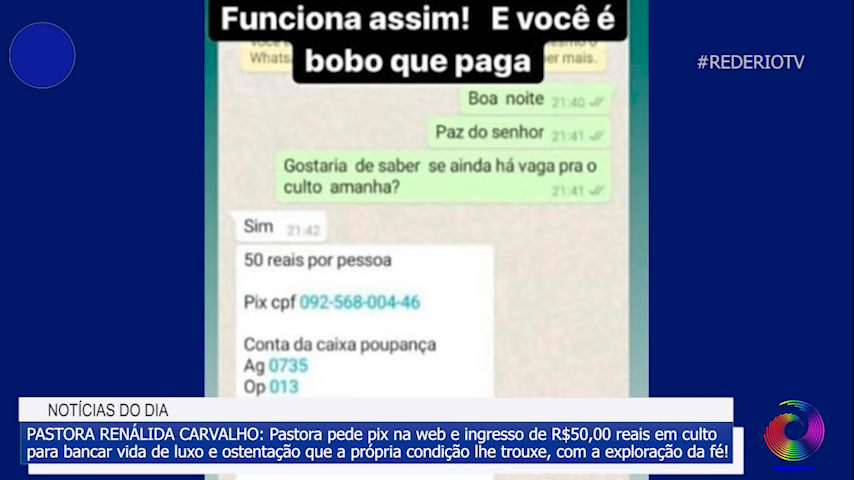 Funciona assim! E você é
bobo que paga
#REDERIOTV
Whats
er mais.
Boa noite 21:40
Paz do senhor 21:41
Gostaria de saber se ainda há vaga pra o
culto amanha?
21:41
Sim 21:42
50 reais por pessoa
Pix cpf 092-568-004-46
Conta da caixa poupança
Ag 0735
Op 013
NOTÍCIAS DO DIA
PASTORA RENÁLIDA CARVALHO: Pastora pede pix na web e ingresso de R$50,00 reais em culto
para bancar vida de luxo e ostentação que a própria condição lhe trouxe, com a exploração da fé!